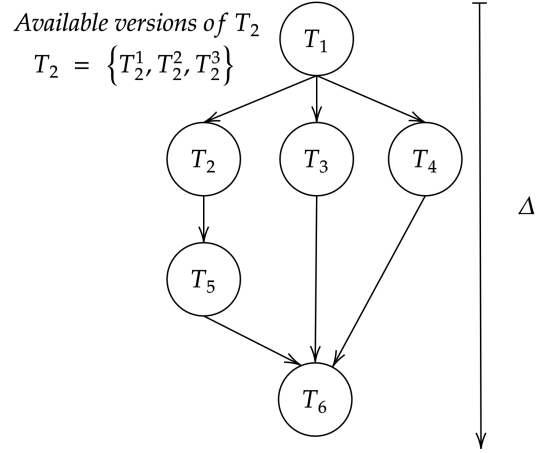 Available versions of T₂
T₂ = {T₂¹, T₂², T₂³}
T₁
T₂
T₃
T₄
Δ
T₅
T₆